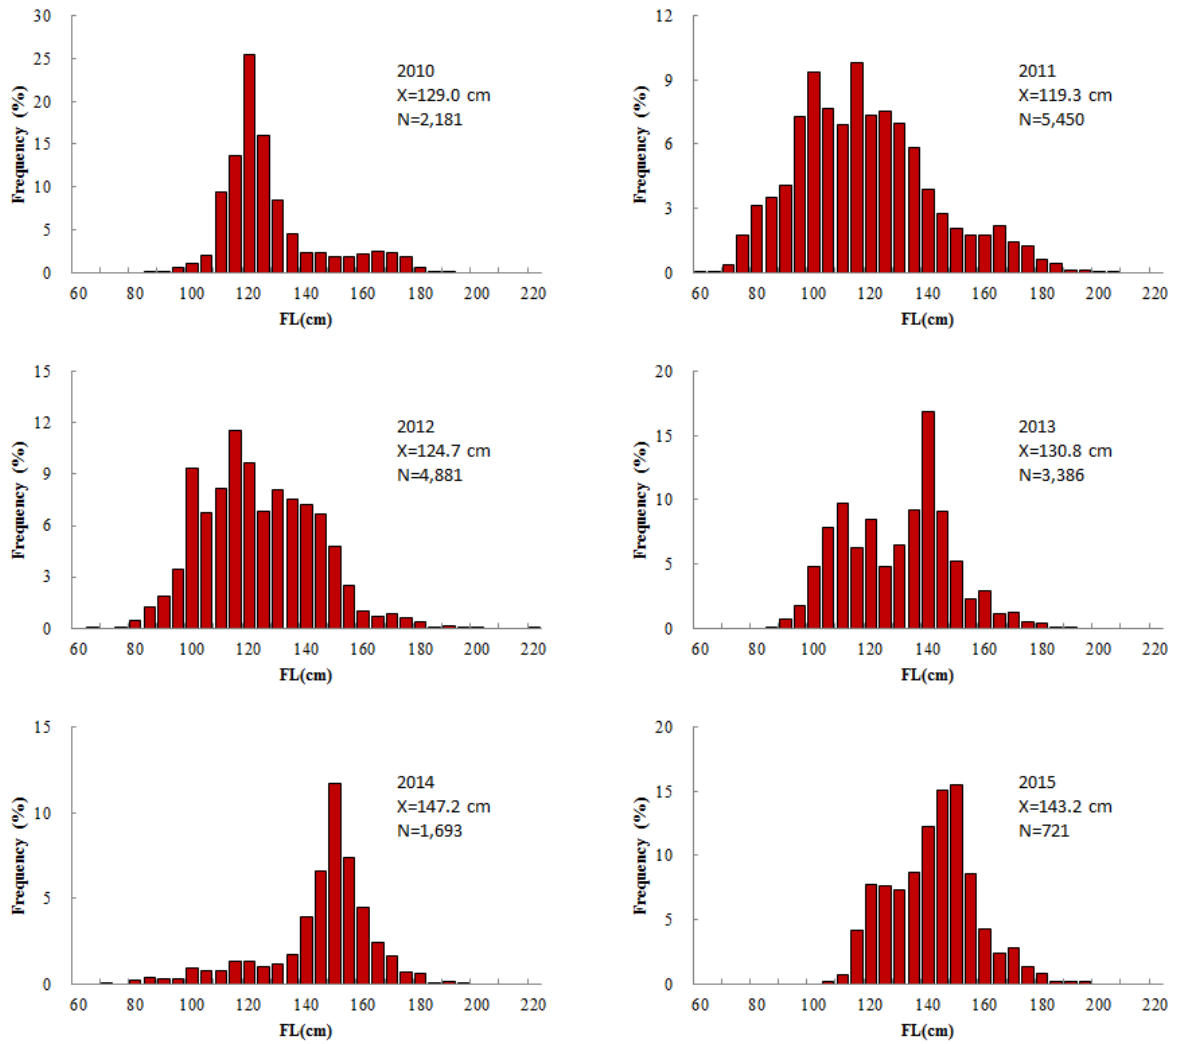 30
25
20
15
10
5
0
Frequency (%)
2010
X=129.0 cm
N=2,181
60 80 100 120 140 160 180 200 220
FL(cm)
12
9
6
3
0
Frequency (%)
2011
X=119.3 cm
N=5,450
60 80 100 120 140 160 180 200 220
FL(cm)
15
12
9
6
3
0
Frequency (%)
2012
X=124.7 cm
N=4,881
60 80 100 120 140 160 180 200 220
FL(cm)
20
15
10
5
0
Frequency (%)
2013
X=130.8 cm
N=3,386
60 80 100 120 140 160 180 200 220
FL(cm)
15
10
5
0
Frequency (%)
2014
X=147.2 cm
N=1,693
60 80 100 120 140 160 180 200 220
FL(cm)
20
15
10
5
0
Frequency (%)
2015
X=143.2 cm
N=721
60 80 100 120 140 160 180 200 220
FL(cm)